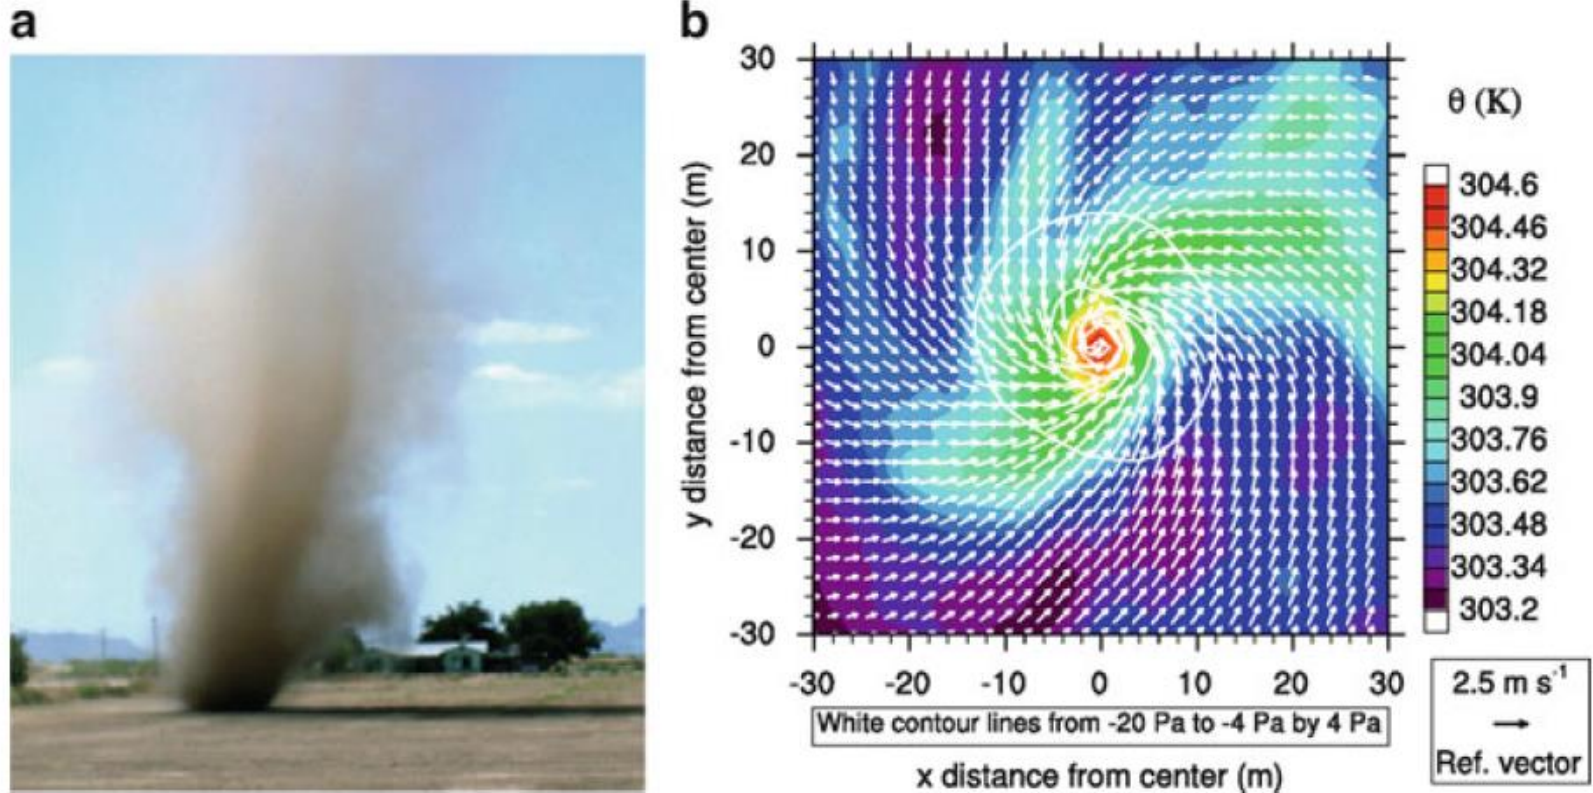 a
b
30
20
10
0
-10
-20
-30
y distance from center (m)
-30 -20 -10 0 10 20 30
White contour lines from -20 Pa to -4 Pa by 4 Pa
x distance from center (m)
θ (K)
304.6
304.46
304.32
304.18
304.04
303.9
303.76
303.62
303.48
303.34
303.2
2.5 m s⁻¹
Ref. vector